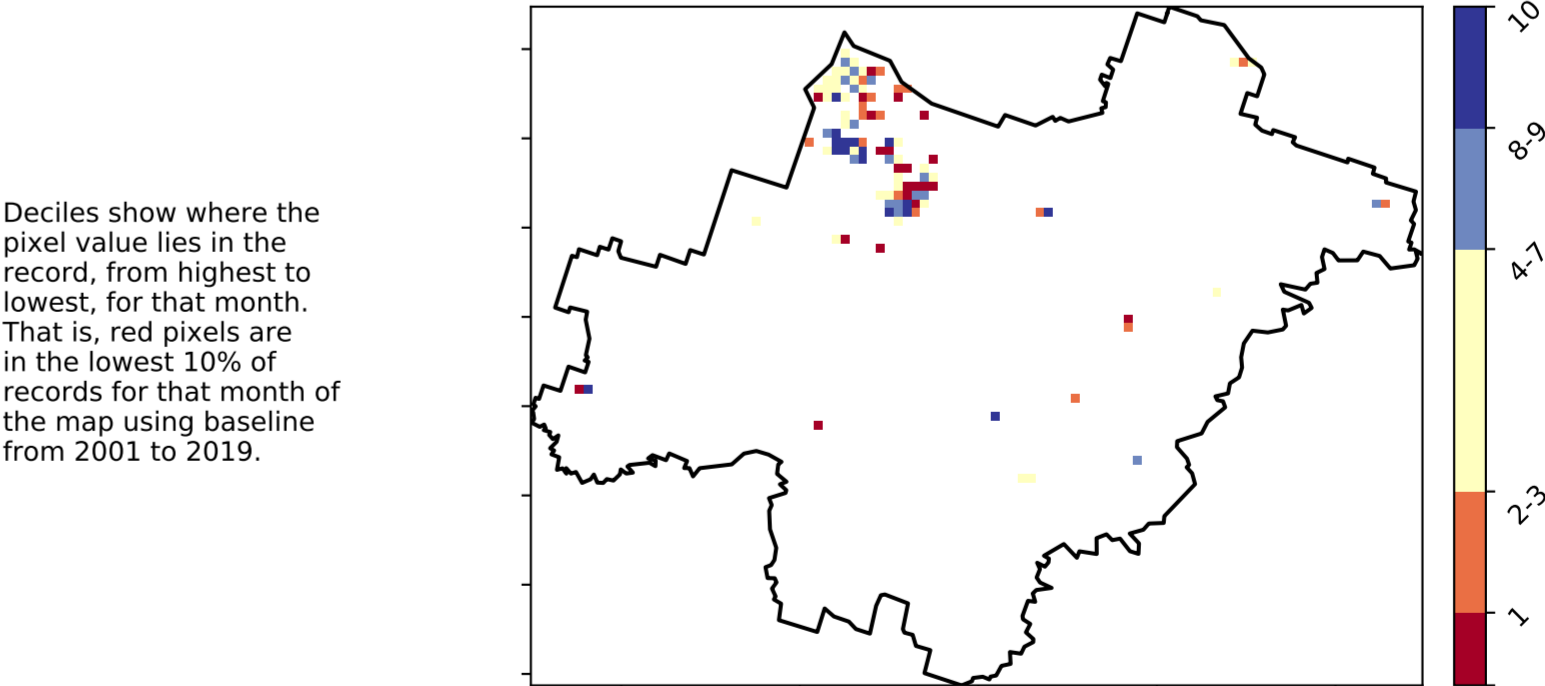 Deciles show where the
pixel value lies in the
record, from highest to
lowest, for that month.
That is, red pixels are
in the lowest 10% of
records for that month of
the map using baseline
from 2001 to 2019.
10
8-9
4-7
2-3
1